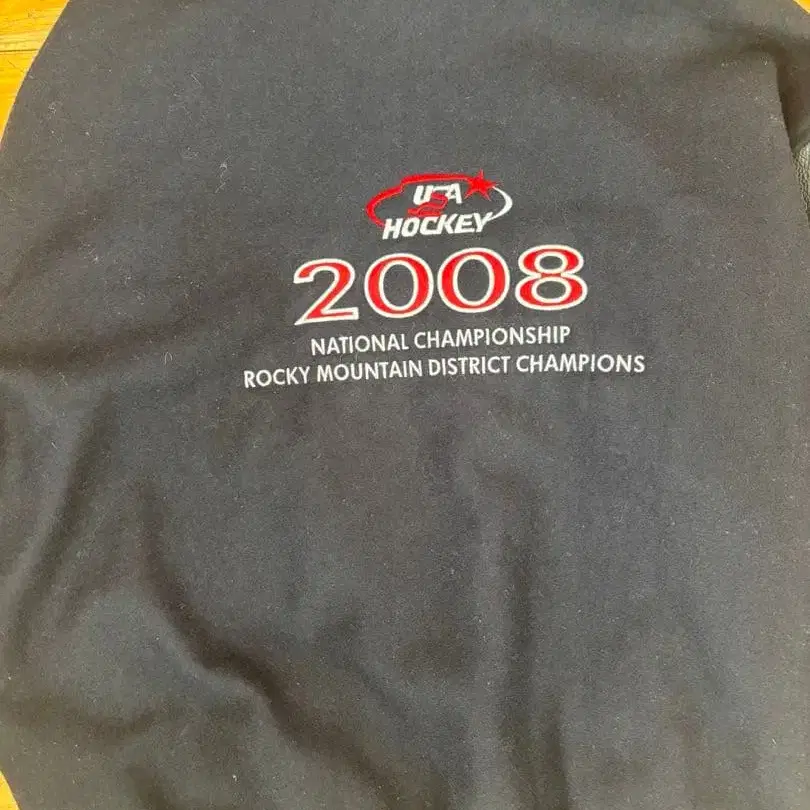 USA
HOCKEY
2008
NATIONAL CHAMPIONSHIP
ROCKY MOUNTAIN DISTRICT CHAMPIONS